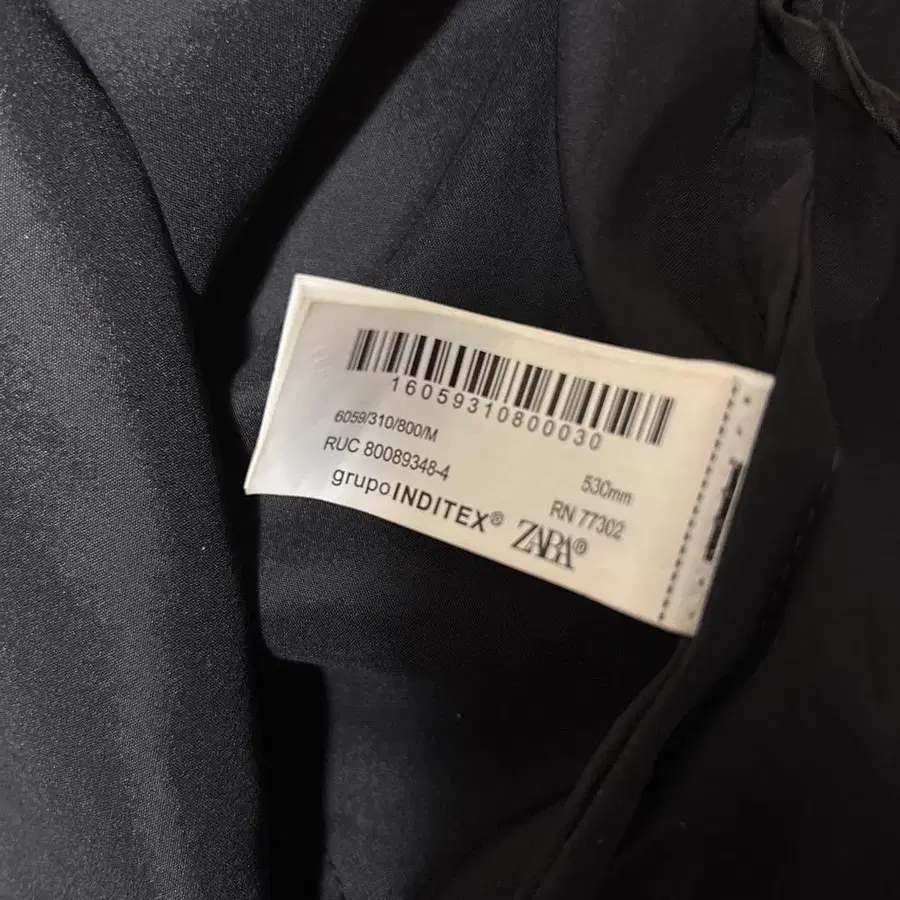 16059310800030
6059/310/800/M
RUC 80089348-4
530mm
RN 77302
grupo INDITEX® ZARA®